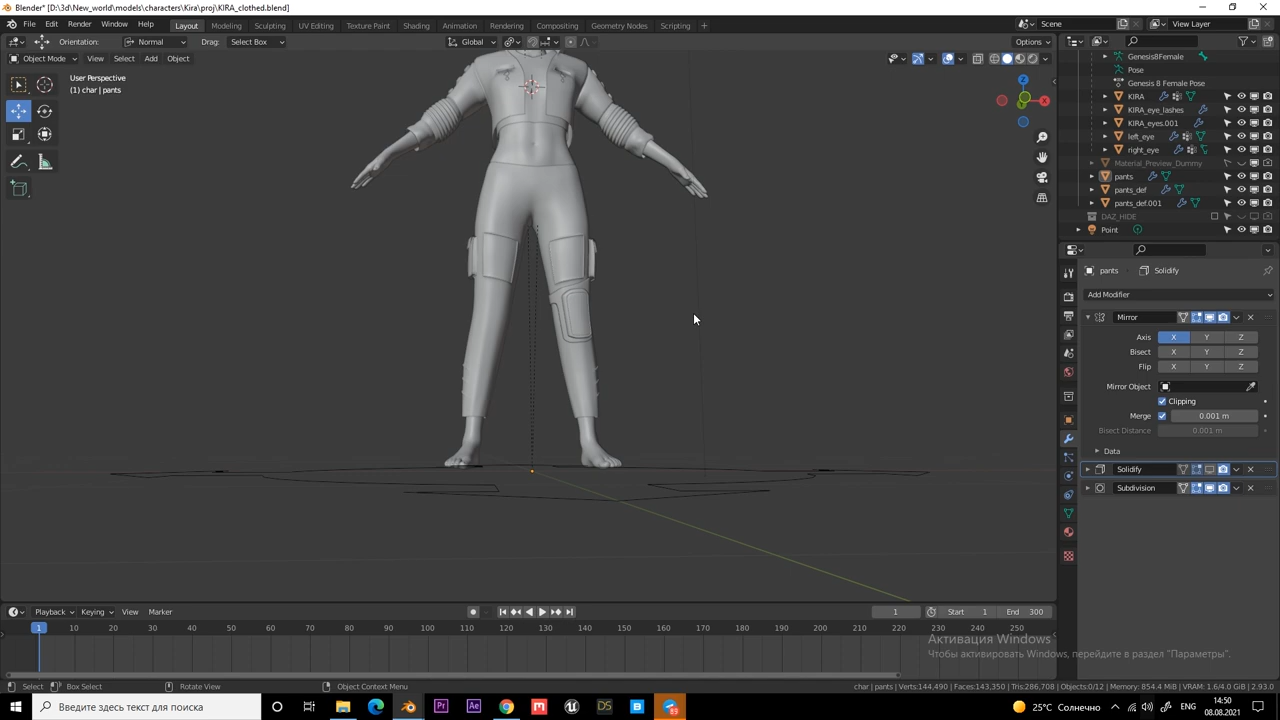 Blender* [D:\3d\New_world\models\characters\Kira\proj\KIRA_clothed.blend]
File Edit Render Window Help Layout Modeling Sculpting UV Editing Texture Paint Shading Animation Rendering Compositing Geometry Nodes Scripting + Scene View Layer
Orientation: Normal Drag: Select Box Global Options
Object Mode View Select Add Object
User Perspective
(1) char | pants
X
Genesis8Female
Pose
Genesis 8 Female Pose
KIRA
KIRA_eye_lashes
KIRA_eyes.001
left_eye
right_eye
Material_Preview_Dummy
pants
pants_def
pants_def.001
DAZ_HIDE
Point
pants Solidify
Add Modifier
Mirror
Axis X Y Z
Bisect X Y Z
Flip X Y Z
Mirror Object
Clipping
Merge 0.001 m
Bisect Distance 0.001 m
Data
Solidify
Subdivision
Playback Keying View Marker 1 Start 1 End 300
1 10 20 30 40 50 60 70 80 90 100 110 120 130 140 150 160 170 180 190 200 210 220 230 240 250
Активация Windows
Чтобы активировать Windows, перейдите в раздел "Параметры".
Select Box Select Rotate View Object Context Menu char | pants | Verts:144,490 | Faces:143,350 | Tris:286,708 | Objects:0/12 | Memory: 854.4 MiB | VRAM: 1.6/4.0 GiB | 2.93.0
Введите здесь текст для поиска
Pr Ae DS 89 25°C Солнечно ENG
14:50
08.08.2021